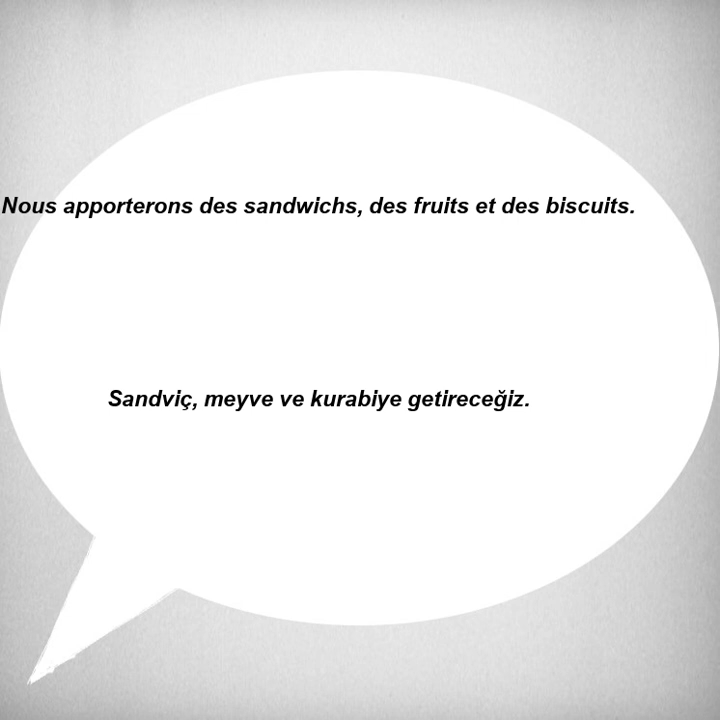 Nous apporterons des sandwichs, des fruits et des biscuits.
Sandviç, meyve ve kurabiye getireceğiz.